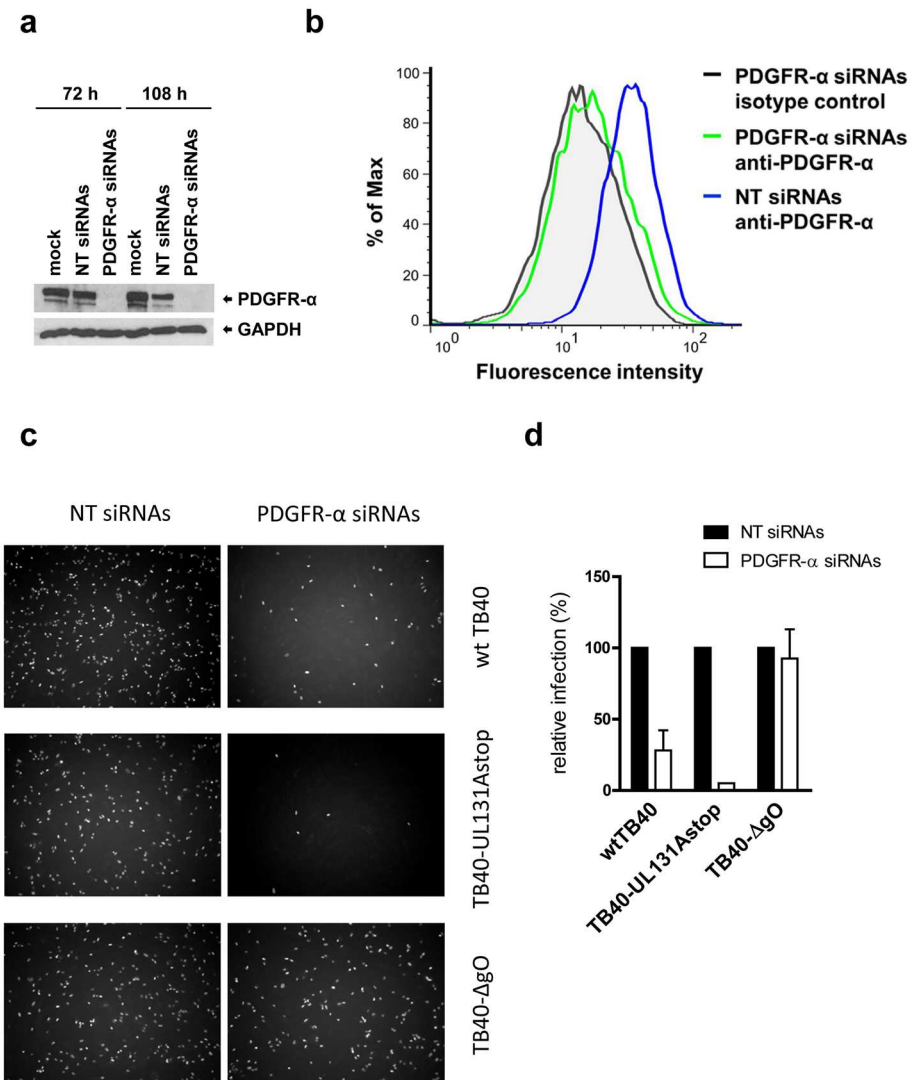 a
72 h 108 h
mock
NT siRNAs
PDGFR-α siRNAs
mock
NT siRNAs
PDGFR-α siRNAs
PDGFR-α
GAPDH
b
% of Max
100
80
60
40
20
0
10⁰ 10¹ 10²
Fluorescence intensity
PDGFR-α siRNAs
isotype control
PDGFR-α siRNAs
anti-PDGFR-α
NT siRNAs
anti-PDGFR-α
c
NT siRNAs PDGFR-α siRNAs
wt TB40
TB40-UL131Astop
TB40-ΔgO
d
NT siRNAs
PDGFR-α siRNAs
relative infection (%)
150
100
50
0
wtTB40
TB40-UL131Astop
TB40-ΔgO